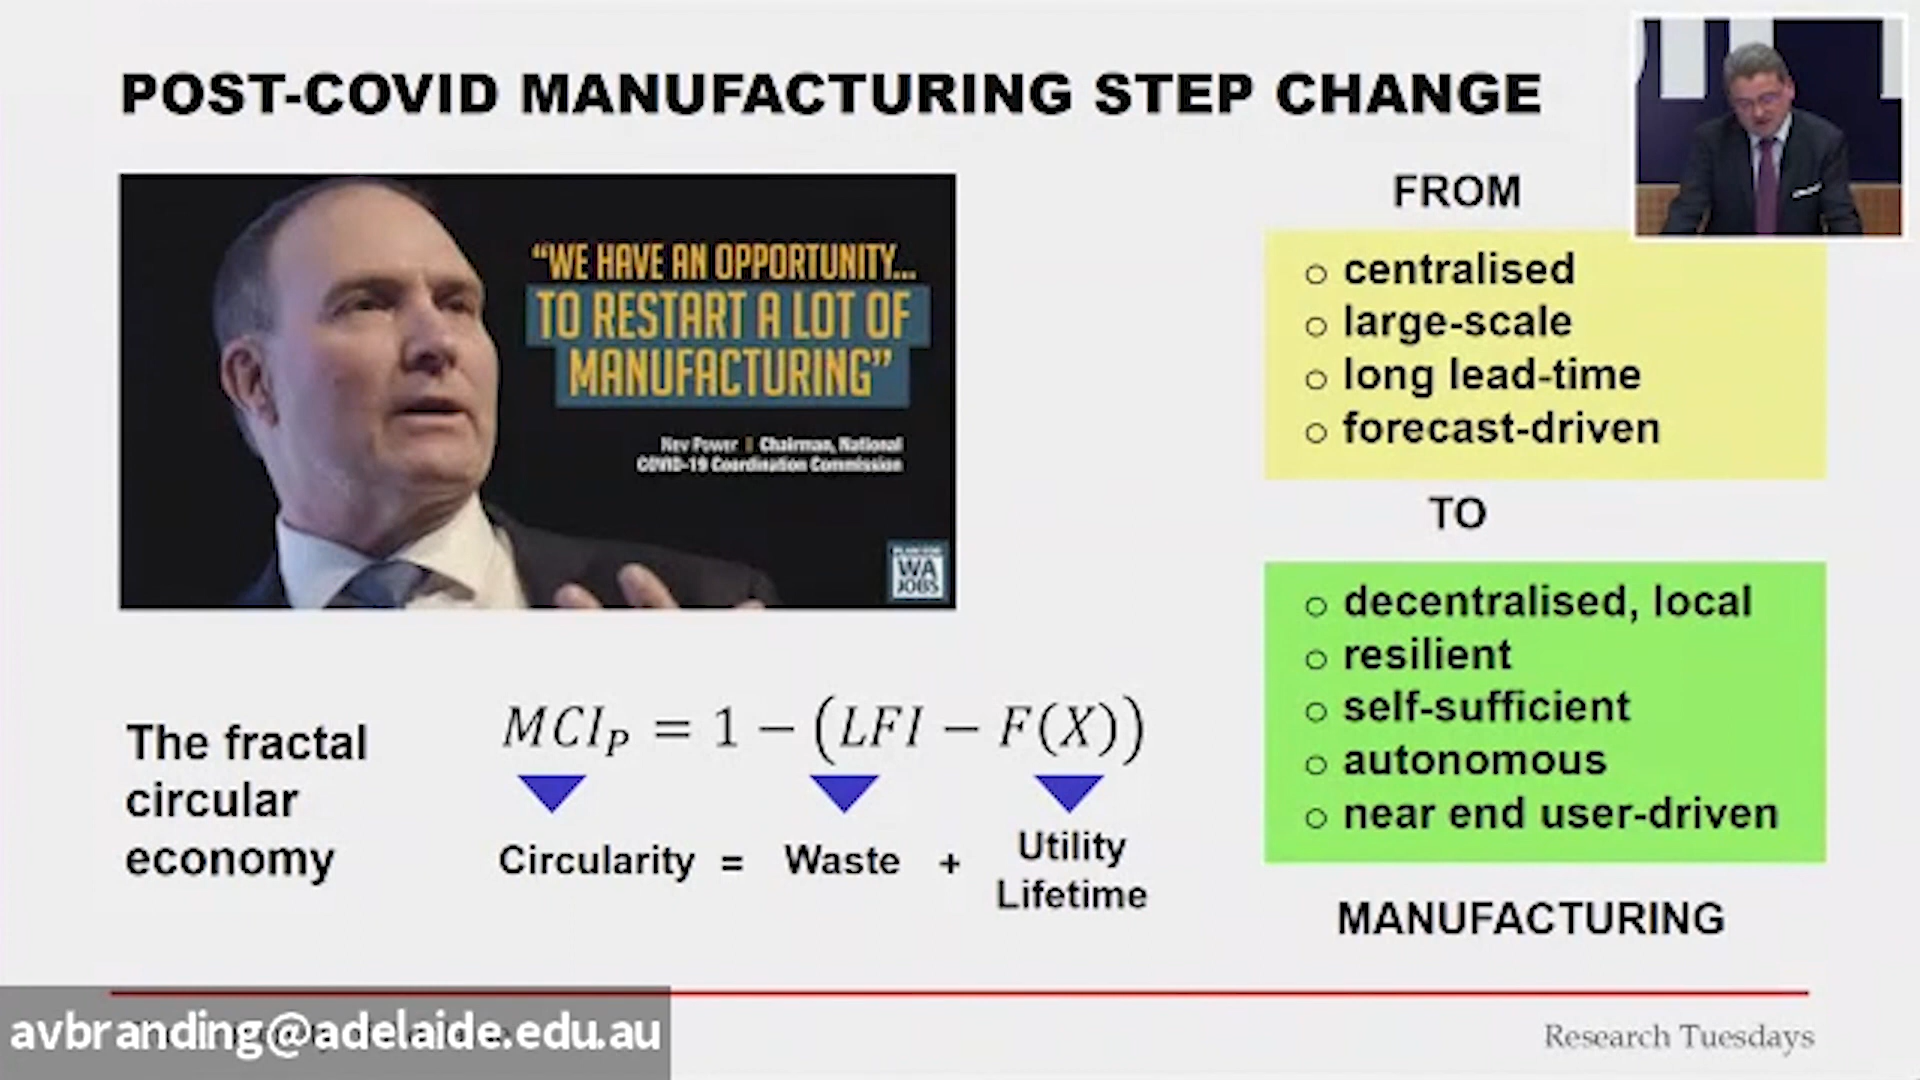 POST-COVID MANUFACTURING STEP CHANGE
“WE HAVE AN OPPORTUNITY...
TO RESTART A LOT OF
MANUFACTURING”
Nev Power | Chairman, National
COVID-19 Coordination Commission
WA
JOBS
FROM
centralised
large-scale
long lead-time
forecast-driven
TO
decentralised, local
resilient
self-sufficient
autonomous
near end user-driven
MANUFACTURING
The fractal
circular
economy
MCI_P = 1 − (LFI − F(X))
Circularity = Waste + Utility
Lifetime
avbranding@adelaide.edu.au
Research Tuesdays